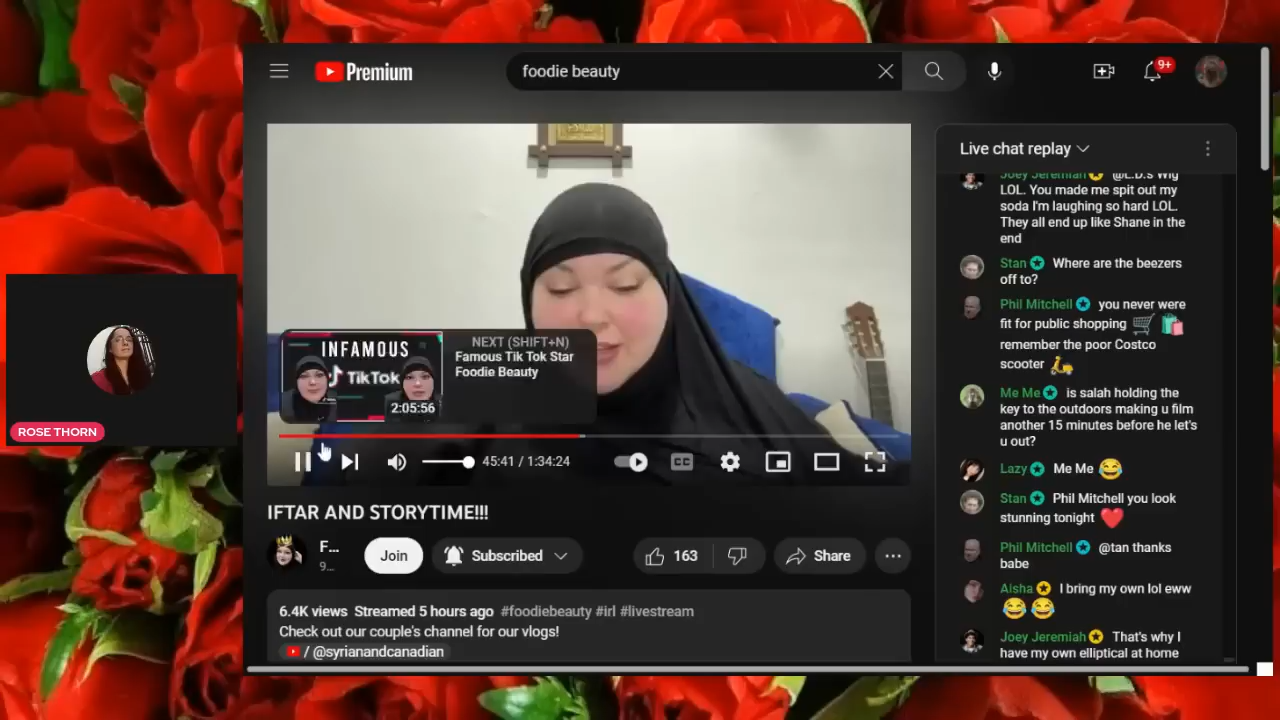 Premium
foodie beauty
9+
INFAMOUS
TikTok
2:05:56
NEXT (SHIFT+N)
Famous Tik Tok Star
Foodie Beauty
45:41 / 1:34:24
CC
ROSE THORN
IFTAR AND STORYTIME!!!
F...
9...
Join
Subscribed
163
Share
6.4K views Streamed 5 hours ago #foodiebeauty #irl #livestream
Check out our couple's channel for our vlogs!
/ @syrianandcanadian
Live chat replay
Joey Jeremiah @L.D.s Wig
LOL. You made me spit out my
soda I'm laughing so hard LOL.
They all end up like Shane in the
end
Stan Where are the beezers
off to?
Phil Mitchell you never were
fit for public shopping
remember the poor Costco
scooter
Me Me is salah holding the
key to the outdoors making u film
another 15 minutes before he let's
u out?
Lazy Me Me
Stan Phil Mitchell you look
stunning tonight
Phil Mitchell @tan thanks
babe
Aisha I bring my own lol eww
Joey Jeremiah That's why I
have my own elliptical at home